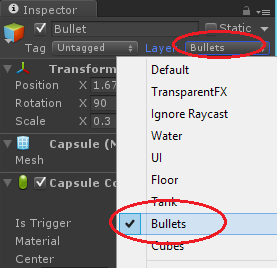 Inspector
Bullet Static
Tag Untagged Layer Bullets
Transfor
Position X 1.67
Rotation X 90
Scale X 0.3
Capsule (M
Mesh
Capsule Co
Is Trigger
Material
Center
Default
TransparentFX
Ignore Raycast
Water
UI
Floor
Tank
Bullets
Cubes